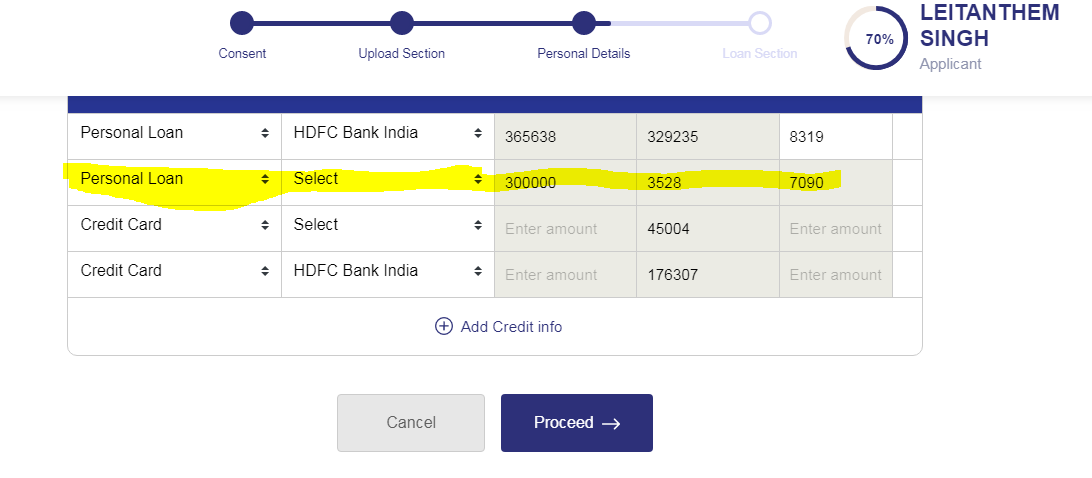 Consent Upload Section Personal Details Loan Section
70%
LEITANTHEM
SINGH
Applicant
Personal Loan HDFC Bank India 365638 329235 8319
Personal Loan Select 300000 3528 7090
Credit Card Select Enter amount 45004 Enter amount
Credit Card HDFC Bank India Enter amount 176307 Enter amount
Add Credit info
Cancel Proceed →